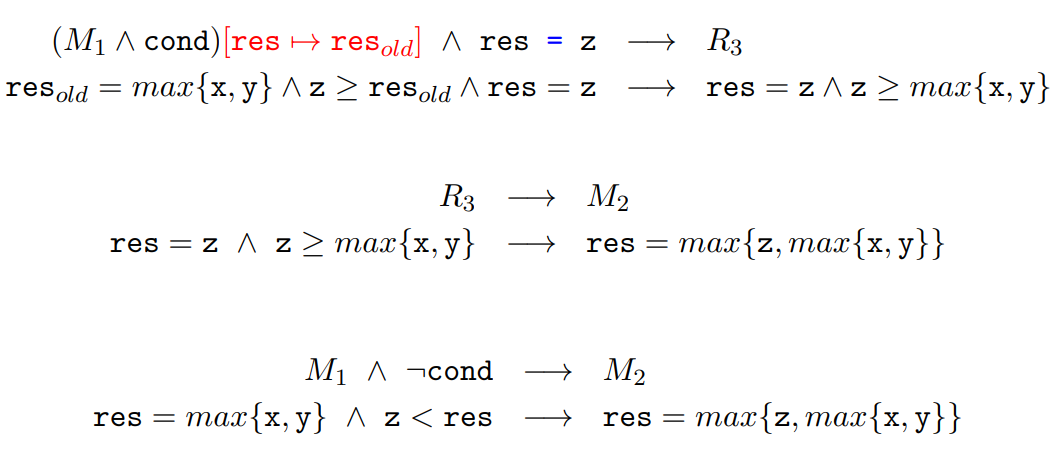 (M₁ ∧ cond)[res ↦ res_old] ∧ res = z ⟶ R₃
res_old = max{x, y} ∧ z ≥ res_old ∧ res = z ⟶ res = z ∧ z ≥ max{x, y}
R₃ ⟶ M₂
res = z ∧ z ≥ max{x, y} ⟶ res = max{z, max{x, y}}
M₁ ∧ ¬cond ⟶ M₂
res = max{x, y} ∧ z < res ⟶ res = max{z, max{x, y}}